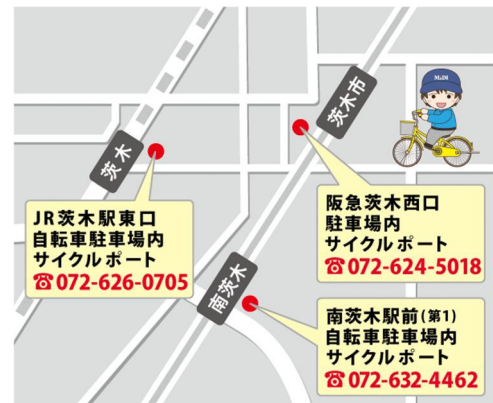 茨木
茨木市
南茨木
M&DI
JR茨木駅東口
自転車駐車場内
サイクルポート
☎072-626-0705
阪急茨木西口
駐車場内
サイクルポート
☎072-624-5018
南茨木駅前(第1)
自転車駐車場内
サイクルポート
☎072-632-4462